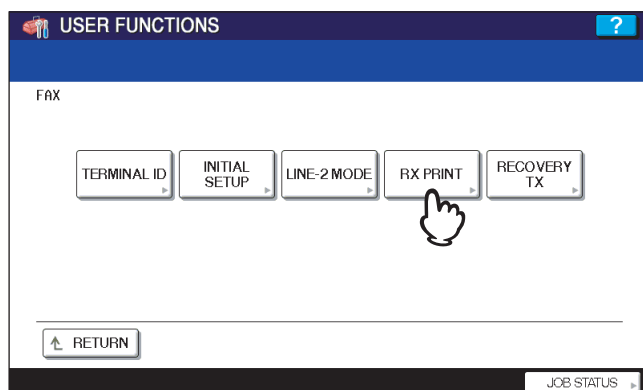 USER FUNCTIONS
?
FAX
TERMINAL ID
INITIAL
SETUP
LINE-2 MODE
RX PRINT
RECOVERY
TX
RETURN
JOB STATUS